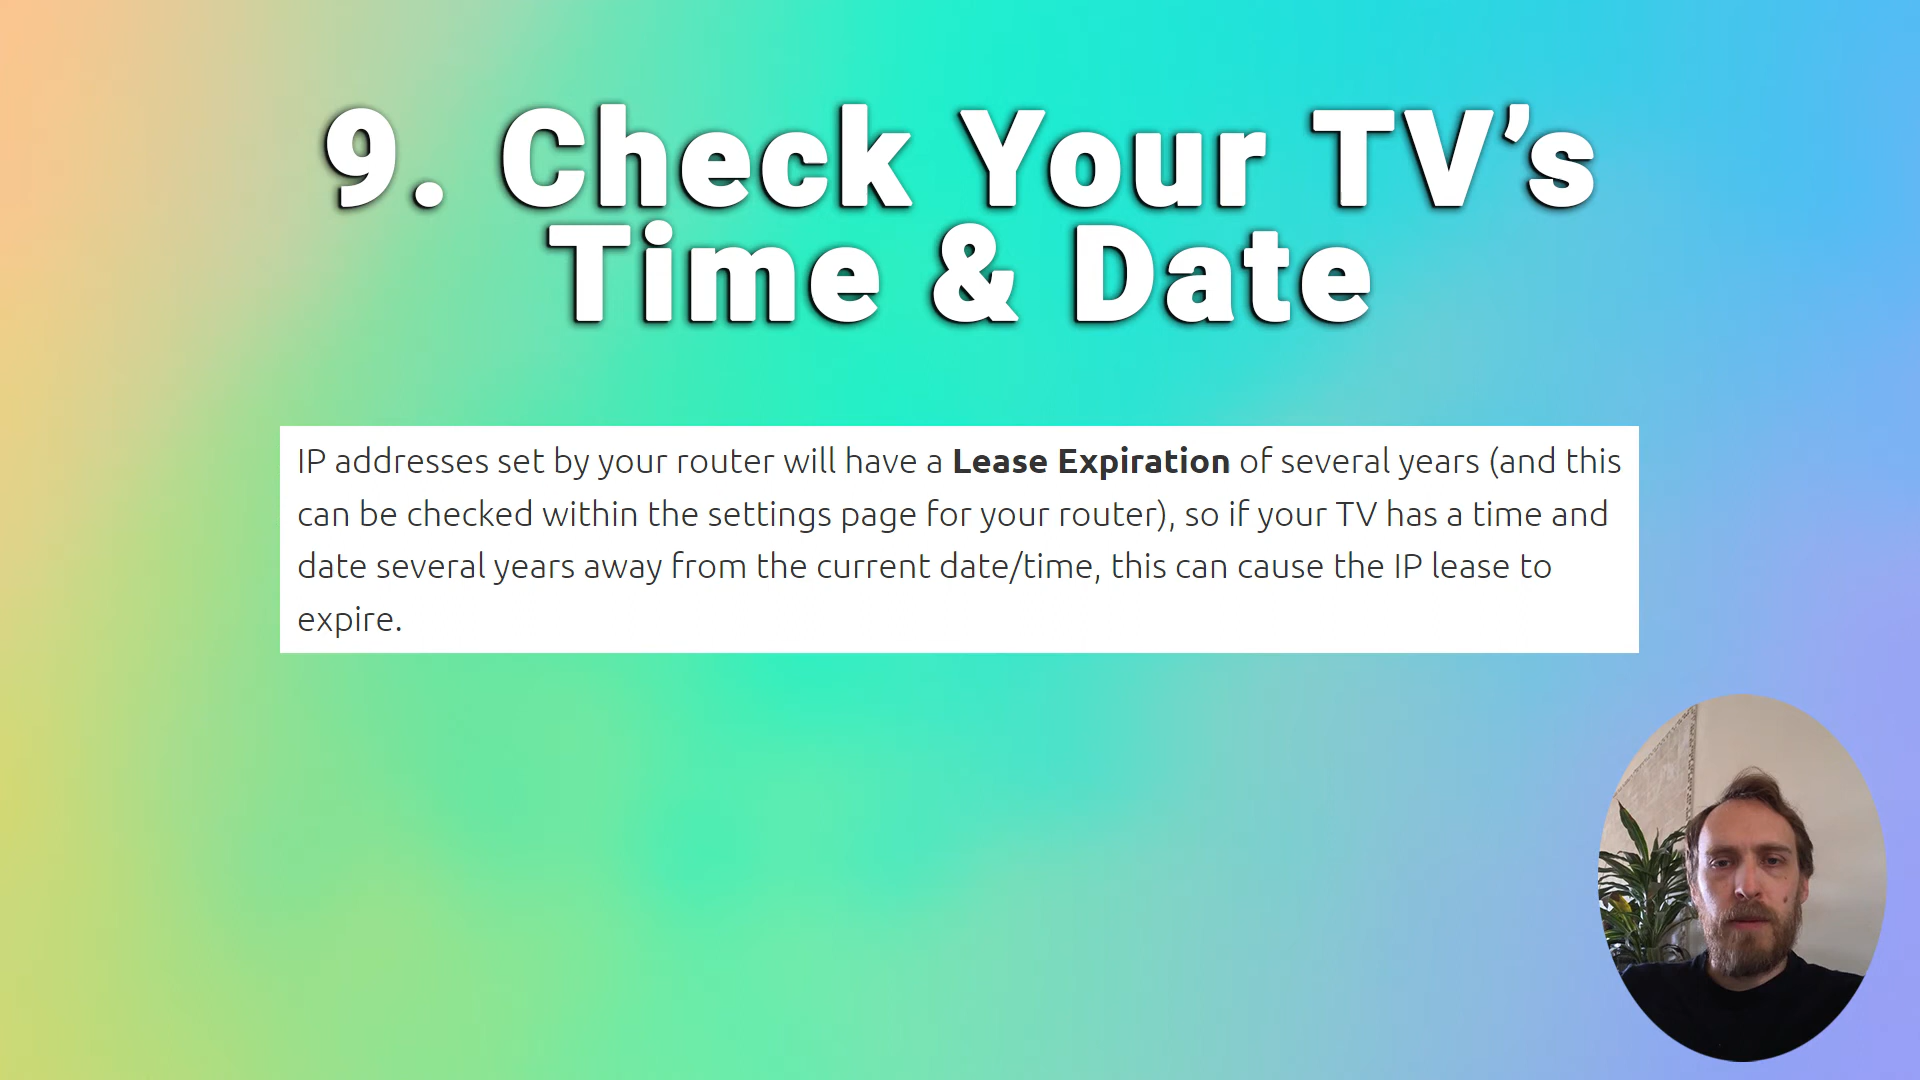 9. Check Your TV’s
Time & Date
IP addresses set by your router will have a Lease Expiration of several years (and this
can be checked within the settings page for your router), so if your TV has a time and
date several years away from the current date/time, this can cause the IP lease to
expire.